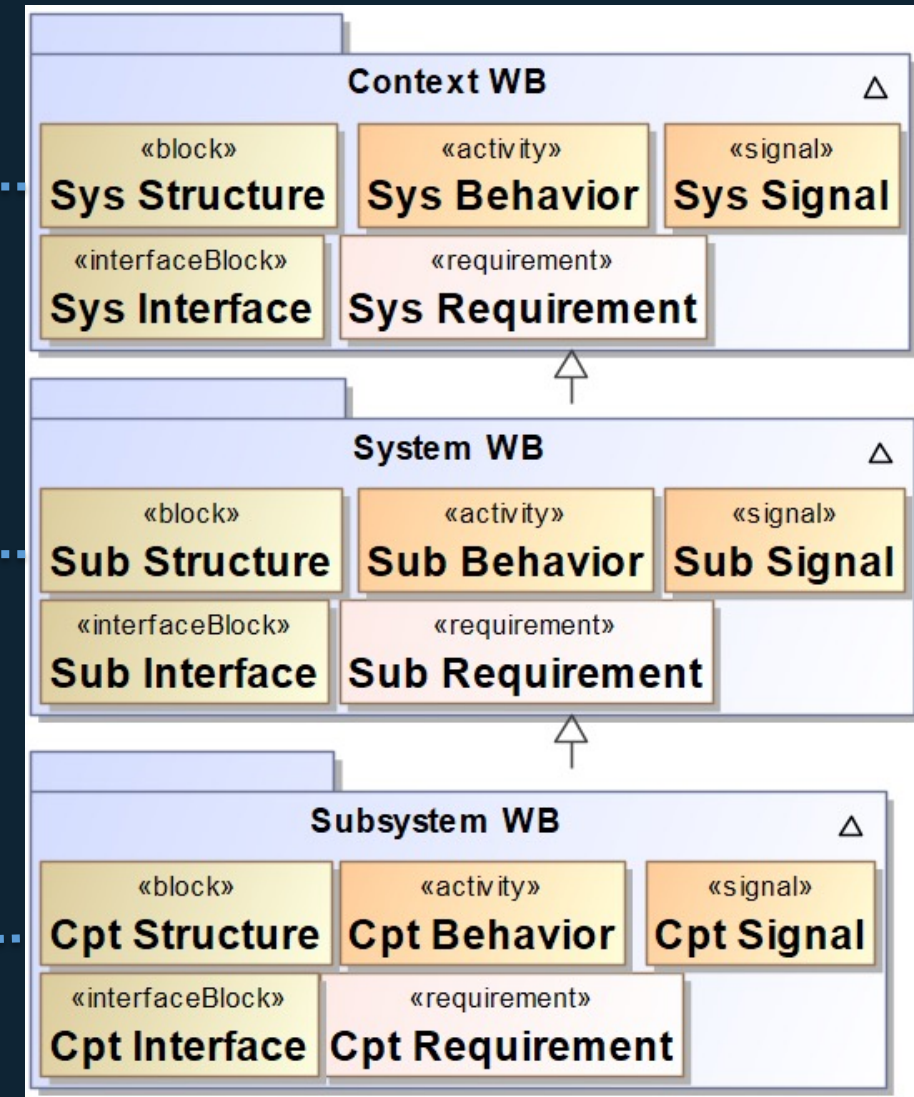 Context WB
«block» «activity» «signal»
Sys Structure Sys Behavior Sys Signal
«interfaceBlock» «requirement»
Sys Interface Sys Requirement
System WB
«block» «activity» «signal»
Sub Structure Sub Behavior Sub Signal
«interfaceBlock» «requirement»
Sub Interface Sub Requirement
Subsystem WB
«block» «activity» «signal»
Cpt Structure Cpt Behavior Cpt Signal
«interfaceBlock» «requirement»
Cpt Interface Cpt Requirement